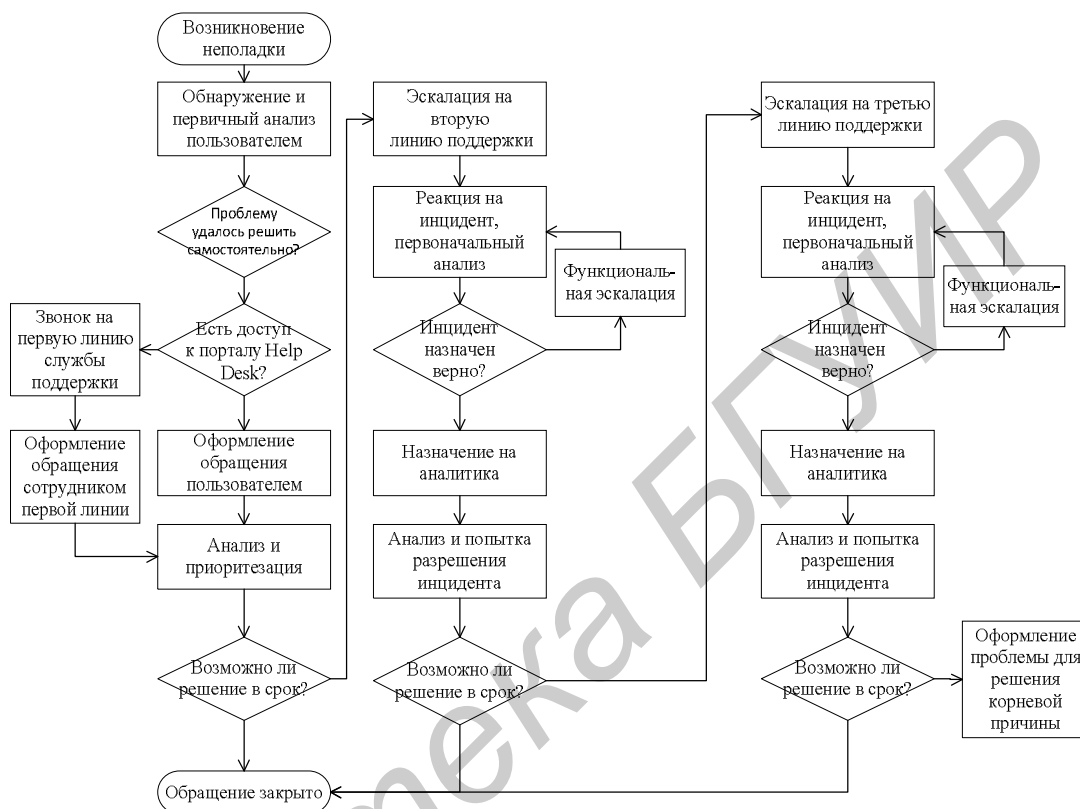 Возникновение
неполадки
Обнаружение и
первичный анализ
пользователем
Проблему
удалось решить
самостоятельно?
Есть доступ
к порталу Help
Desk?
Звонок на
первую линию
службы
поддержки
Оформление
обращения
сотрудником
первой линии
Оформление
обращения
пользователем
Анализ и
приоритезация
Возможно ли
решение в срок?
Обращение закрыто
Эскалация на
вторую
линию поддержки
Реакция на
инцидент,
первоначальный
анализ
Функциональ-
ная эскалация
Инцидент
назначен
верно?
Назначение на
аналитика
Анализ и попытка
разрешения
инцидента
Возможно ли
решение в срок?
Эскалация на третью
линию поддержки
Реакция на
инцидент,
первоначальный
анализ
Функциональ-
ная эскалация
Инцидент
назначен
верно?
Назначение на
аналитика
Анализ и попытка
разрешения
инцидента
Возможно ли
решение в срок?
Оформление
проблемы для
решения
корневой
причины
БГУИР